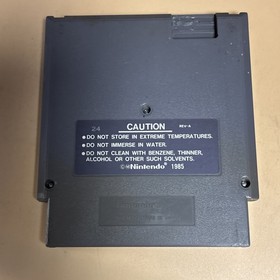 24 CAUTION REV-A
• DO NOT STORE IN EXTREME TEMPERATURES.
• DO NOT IMMERSE IN WATER.
• DO NOT CLEAN WITH BENZENE, THINNER,
ALCOHOL OR OTHER SUCH SOLVENTS.
Nintendo® 1985